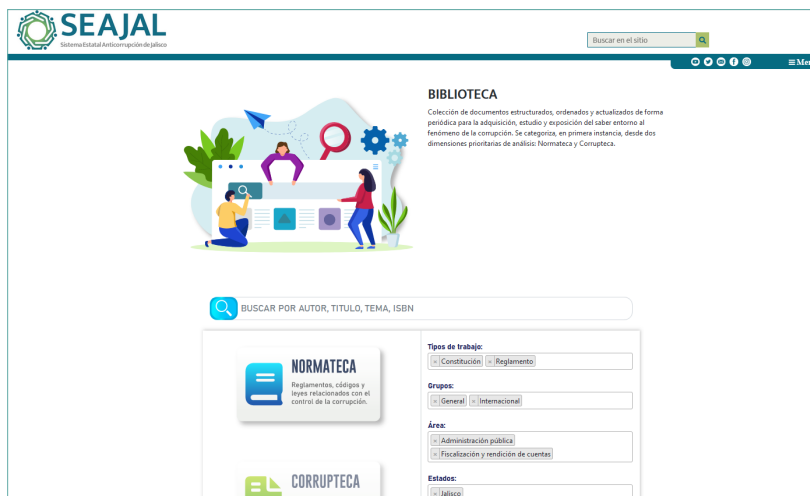 SEAJAL
Sistema Estatal Anticorrupción de Jalisco
Buscar en el sitio
BIBLIOTECA
Colección de documentos estructurados, ordenados y actualizados de forma
periódica para la adquisición, estudio y exposición del saber entorno al
fenómeno de la corrupción. Se categoriza, en primera instancia, desde dos
dimensiones prioritarias de análisis: Normateca y Corrupteca.
BUSCAR POR AUTOR, TITULO, TEMA, ISBN
NORMATECA
Reglamentos, códigos y
leyes relacionados con el
control de la corrupción.
CORRUPTECA
Tipos de trabajo:
× Constitución × Reglamento
Grupos:
× General × Internacional
Área:
× Administración pública
× Fiscalización y rendición de cuentas
Estados:
× Jalisco